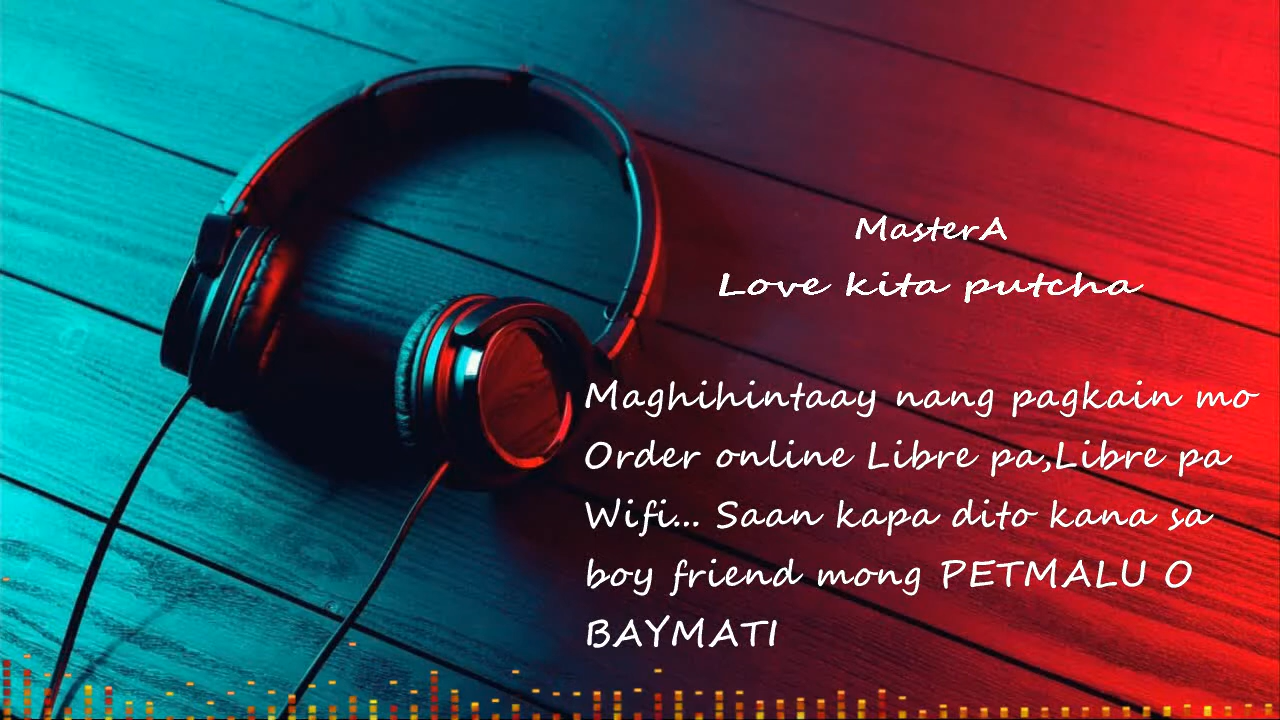 MasterA
Love kita putcha
Maghihintaay nang pagkain mo
Order online Libre pa,Libre pa
Wifi... Saan kapa dito kana sa
boy friend mong PETMALU O
BAYMATI